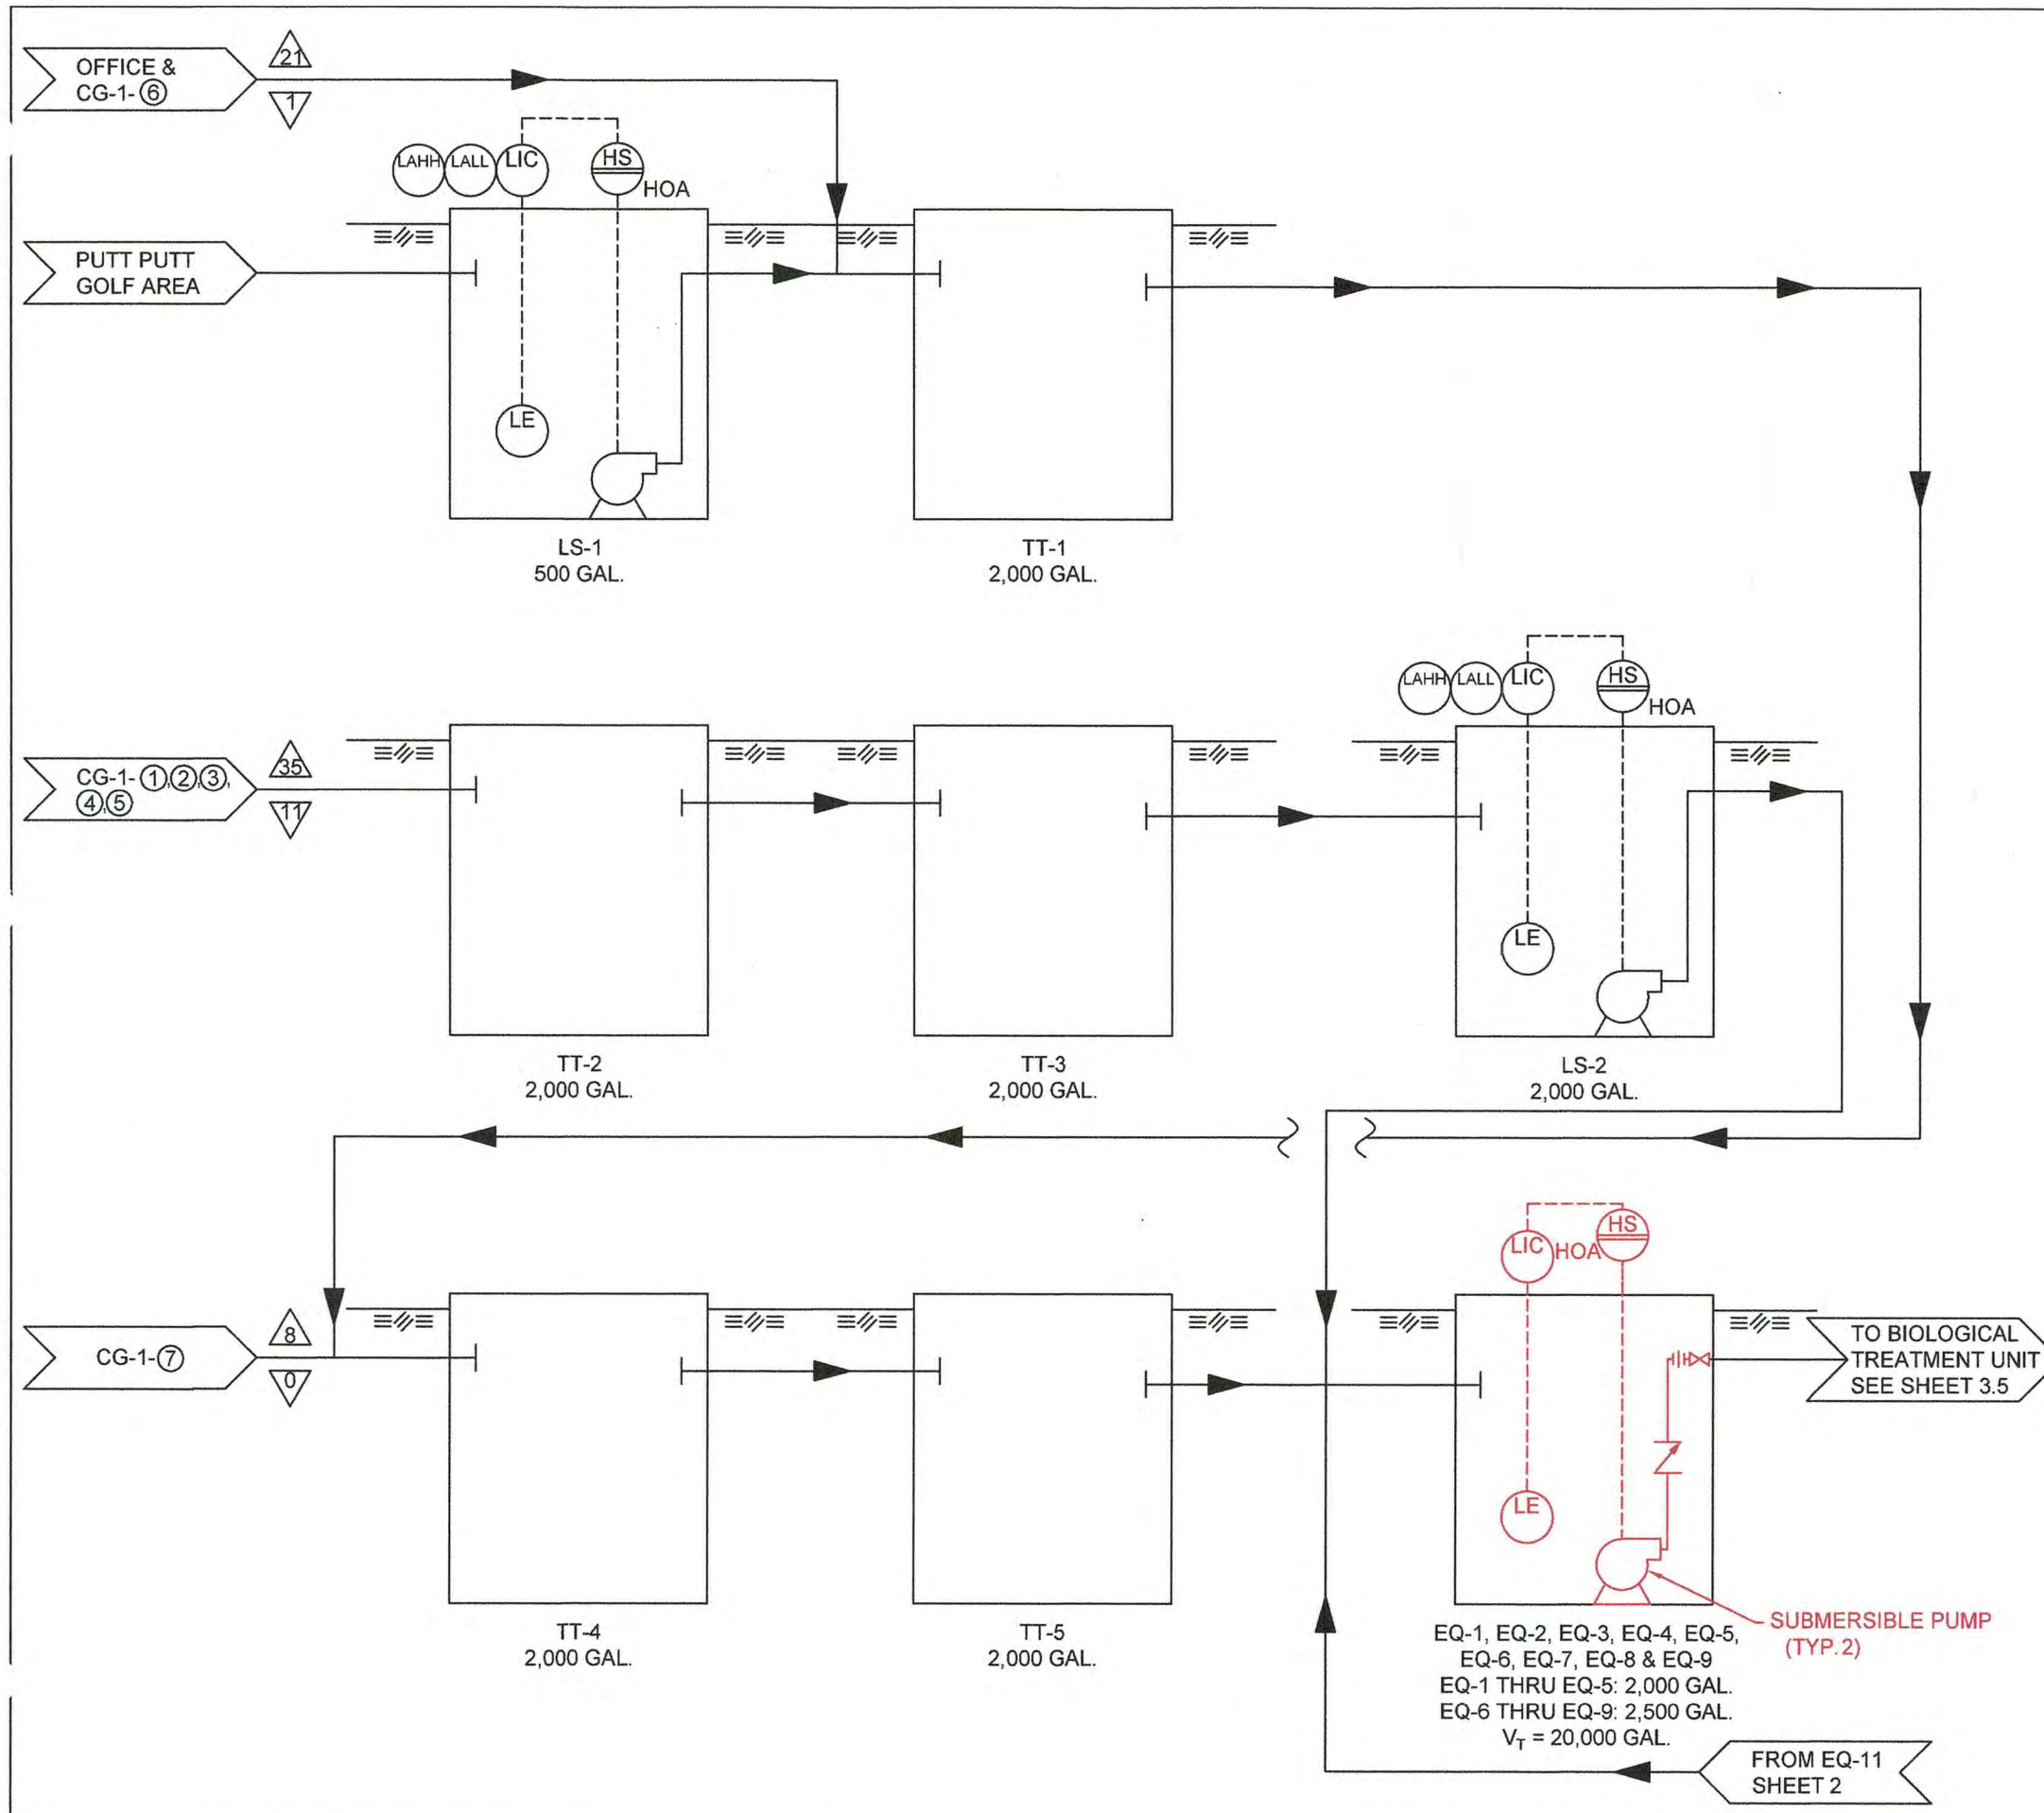 OFFICE &
CG-1-⑥
21
1
LAHH LALL LIC HS
HOA
PUTT PUTT
GOLF AREA
LE
LS-1
500 GAL.
TT-1
2,000 GAL.
LAHH LALL LIC HS
HOA
CG-1-①,②,③,
④,⑤
35
11
LE
TT-2
2,000 GAL.
TT-3
2,000 GAL.
LS-2
2,000 GAL.
LIC HOA HS
CG-1-⑦
8
0
TO BIOLOGICAL
TREATMENT UNIT
SEE SHEET 3.5
LE
TT-4
2,000 GAL.
TT-5
2,000 GAL.
SUBMERSIBLE PUMP
(TYP. 2)
EQ-1, EQ-2, EQ-3, EQ-4, EQ-5,
EQ-6, EQ-7, EQ-8 & EQ-9
EQ-1 THRU EQ-5: 2,000 GAL.
EQ-6 THRU EQ-9: 2,500 GAL.
V_T = 20,000 GAL.
FROM EQ-11
SHEET 2